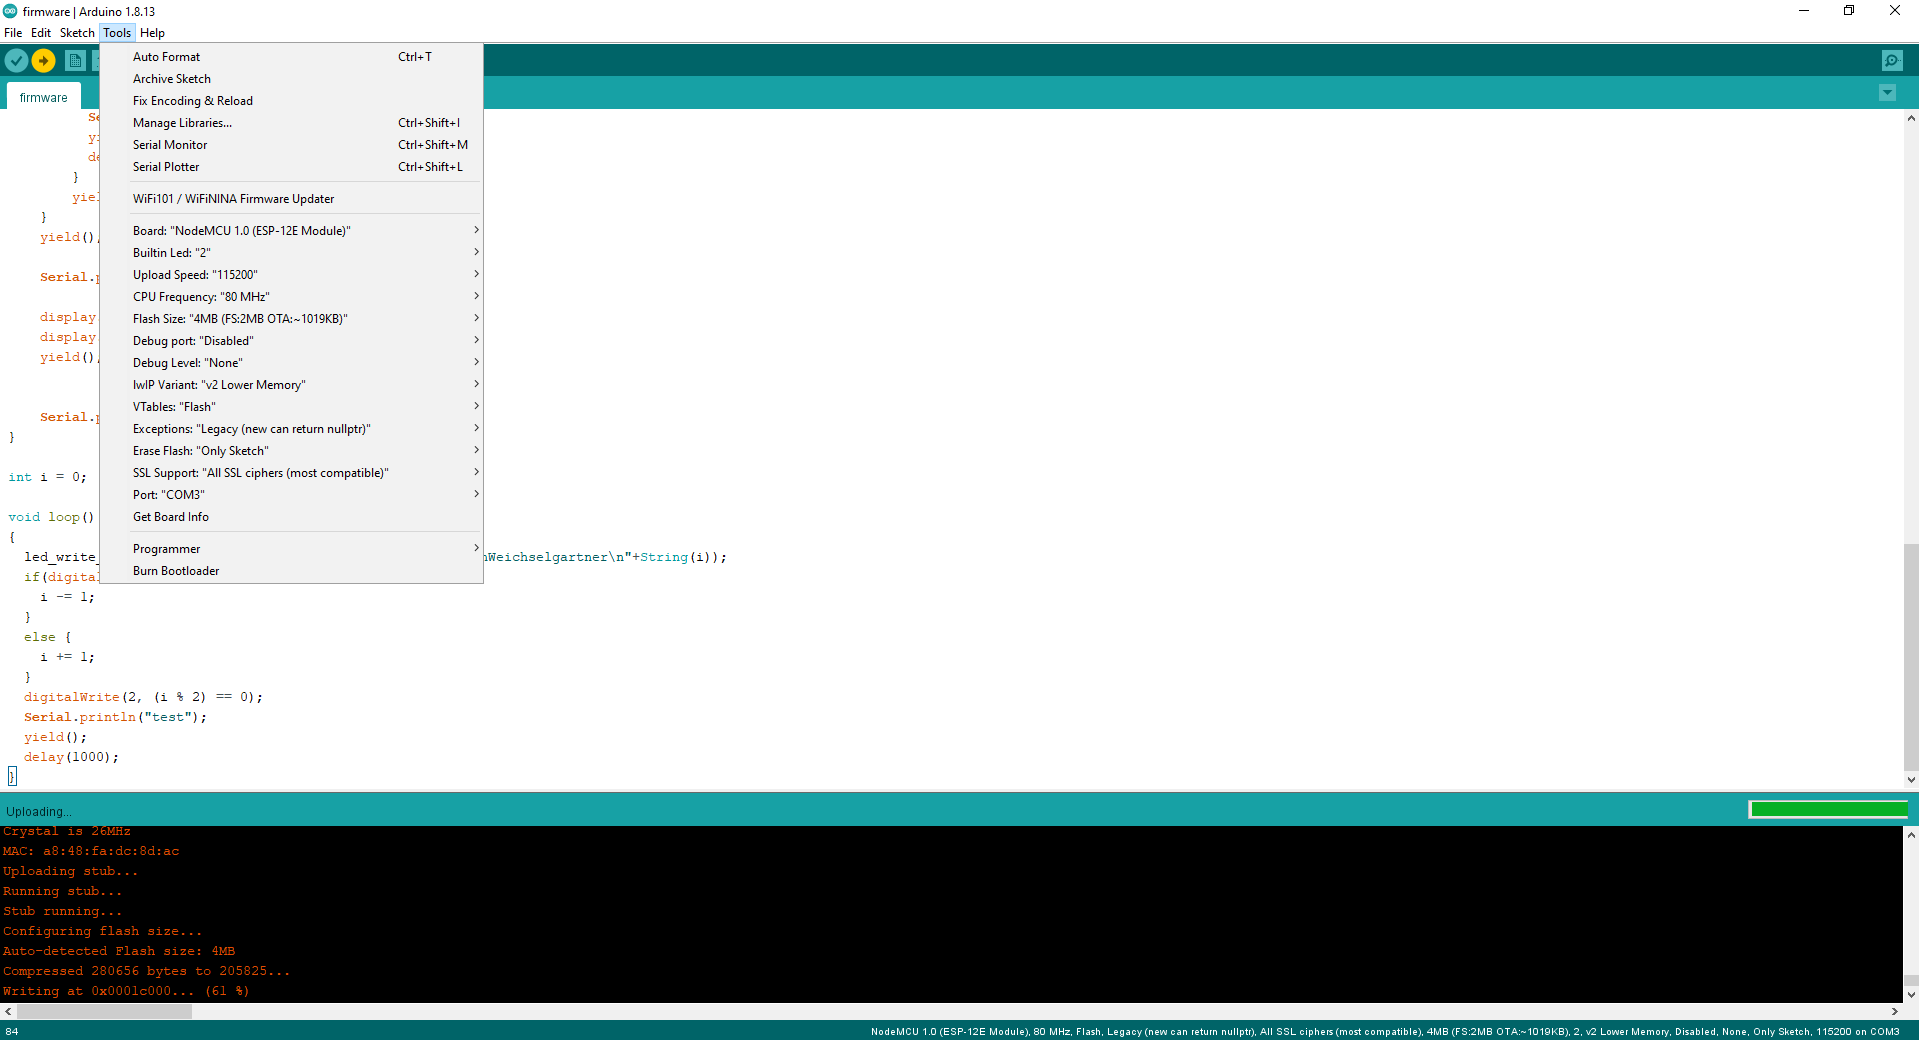 firmware | Arduino 1.8.13
File Edit Sketch Tools Help
Auto Format Ctrl+T
Archive Sketch
Fix Encoding & Reload
Manage Libraries... Ctrl+Shift+I
Serial Monitor Ctrl+Shift+M
Serial Plotter Ctrl+Shift+L
WiFi101 / WiFiNINA Firmware Updater
Board: "NodeMCU 1.0 (ESP-12E Module)"
Builtin Led: "2"
Upload Speed: "115200"
CPU Frequency: "80 MHz"
Flash Size: "4MB (FS:2MB OTA:~1019KB)"
Debug port: "Disabled"
Debug Level: "None"
lwIP Variant: "v2 Lower Memory"
VTables: "Flash"
Exceptions: "Legacy (new can return nullptr)"
Erase Flash: "Only Sketch"
SSL Support: "All SSL ciphers (most compatible)"
Port: "COM3"
Get Board Info
Programmer
Burn Bootloader
firmware
Se
y
de
}
yiel
}
yield()
Serial.
display
display
yield()
Serial.
}
int i = 0;
void loop()
{
led_write_ nWeichselgartner\n"+String(i));
if(digita
i -= 1;
}
else {
i += 1;
}
digitalWrite(2, (i % 2) == 0);
Serial.println("test");
yield();
delay(1000);
}
Uploading...
Crystal is 26MHz
MAC: a8:48:fa:dc:8d:ac
Uploading stub...
Running stub...
Stub running...
Configuring flash size...
Auto-detected Flash size: 4MB
Compressed 280656 bytes to 205825...
Writing at 0x0001c000... (61 %)
84 NodeMCU 1.0 (ESP-12E Module), 80 MHz, Flash, Legacy (new can return nullptr), All SSL ciphers (most compatible), 4MB (FS:2MB OTA:~1019KB), 2, v2 Lower Memory, Disabled, None, Only Sketch, 115200 on COM3